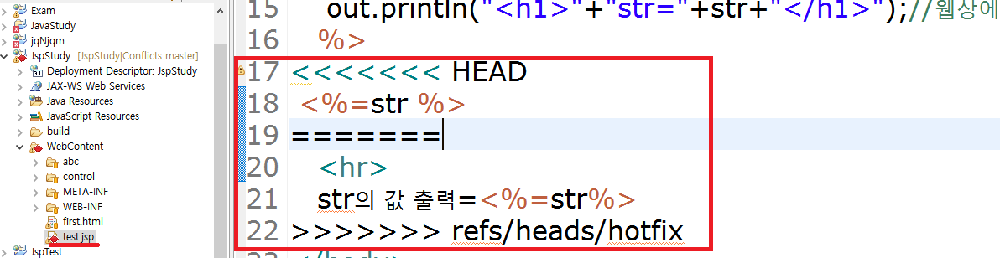 Exam
JavaStudy
jqNjqm
JspStudy [JspStudy|Conflicts master]
Deployment Descriptor: JspStudy
JAX-WS Web Services
Java Resources
JavaScript Resources
build
WebContent
abc
control
META-INF
WEB-INF
first.html
test.jsp
JspTest
15 out.println("<h1>"+"str="+str+"</h1>");//웹상에
16 %>
17 <<<<<<< HEAD
18 <%=str %>
19 =======
20 <hr>
21 str의 값 출력=<%=str%>
22 >>>>>>> refs/heads/hotfix